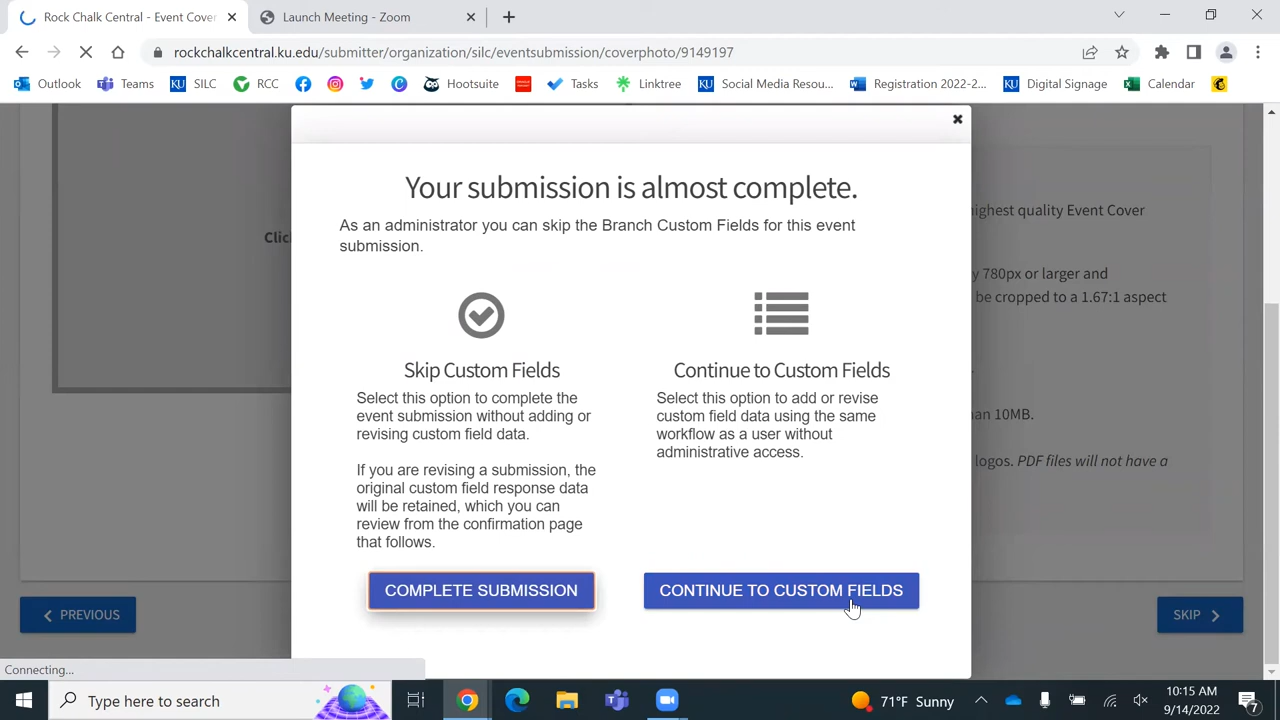 Rock Chalk Central - Event Cover
Launch Meeting - Zoom
rockchalkcentral.ku.edu/submitter/organization/silc/eventsubmission/coverphoto/9149197
Outlook Teams KU SILC RCC Hootsuite Tasks Linktree KU Social Media Resou... Registration 2022-2... KU Digital Signage Calendar
Your submission is almost complete.
As an administrator you can skip the Branch Custom Fields for this event
submission.
Skip Custom Fields
Select this option to complete the
event submission without adding or
revising custom field data.
If you are revising a submission, the
original custom field response data
will be retained, which you can
review from the confirmation page
that follows.
COMPLETE SUBMISSION
Continue to Custom Fields
Select this option to add or revise
custom field data using the same
workflow as a user without
administrative access.
CONTINUE TO CUSTOM FIELDS
Clic
highest quality Event Cover
y 780px or larger and
be cropped to a 1.67:1 aspect
an 10MB.
logos. PDF files will not have a
PREVIOUS
SKIP
Connecting...
Type here to search
71°F Sunny
10:15 AM
9/14/2022
7